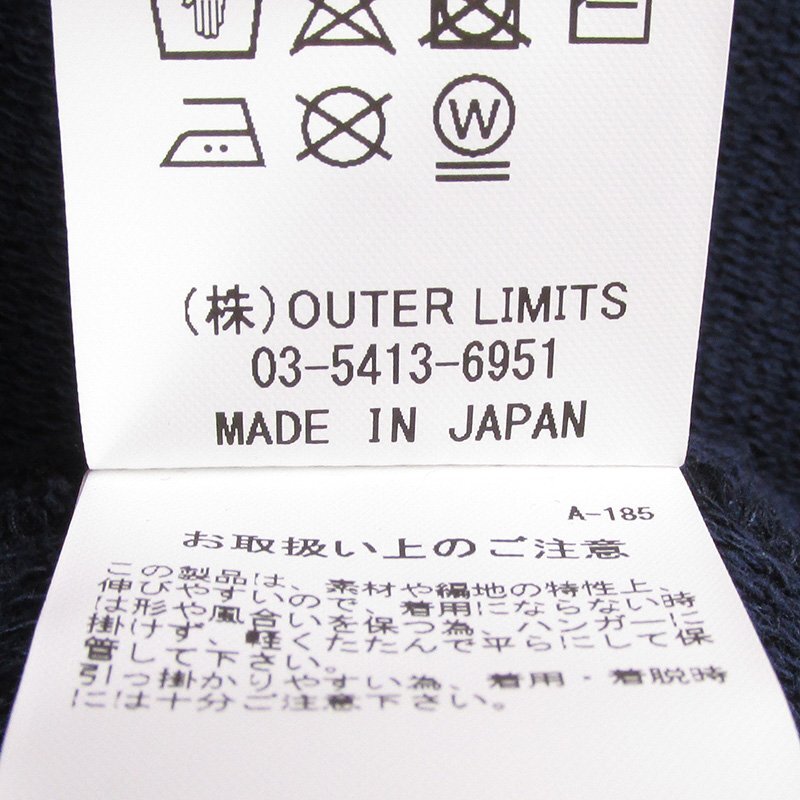 W
(株)OUTER LIMITS
03-5413-6951
MADE IN JAPAN
A-185
お取扱い上のご注意
この製品は、素材や編地の特性上、
伸びやすいので、着用にならない時
は形や風合いを保つ為、ハンガーに
掛けず、軽くたたんで平らにして保
管して下さい。
引っ掛かりやすい為、着用・着脱時
には十分ご注意下さい。